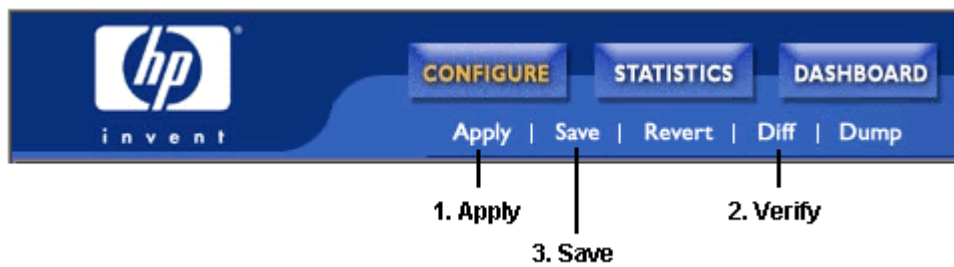 hp
invent
CONFIGURE STATISTICS DASHBOARD
Apply | Save | Revert | Diff | Dump
1. Apply 2. Verify
3. Save